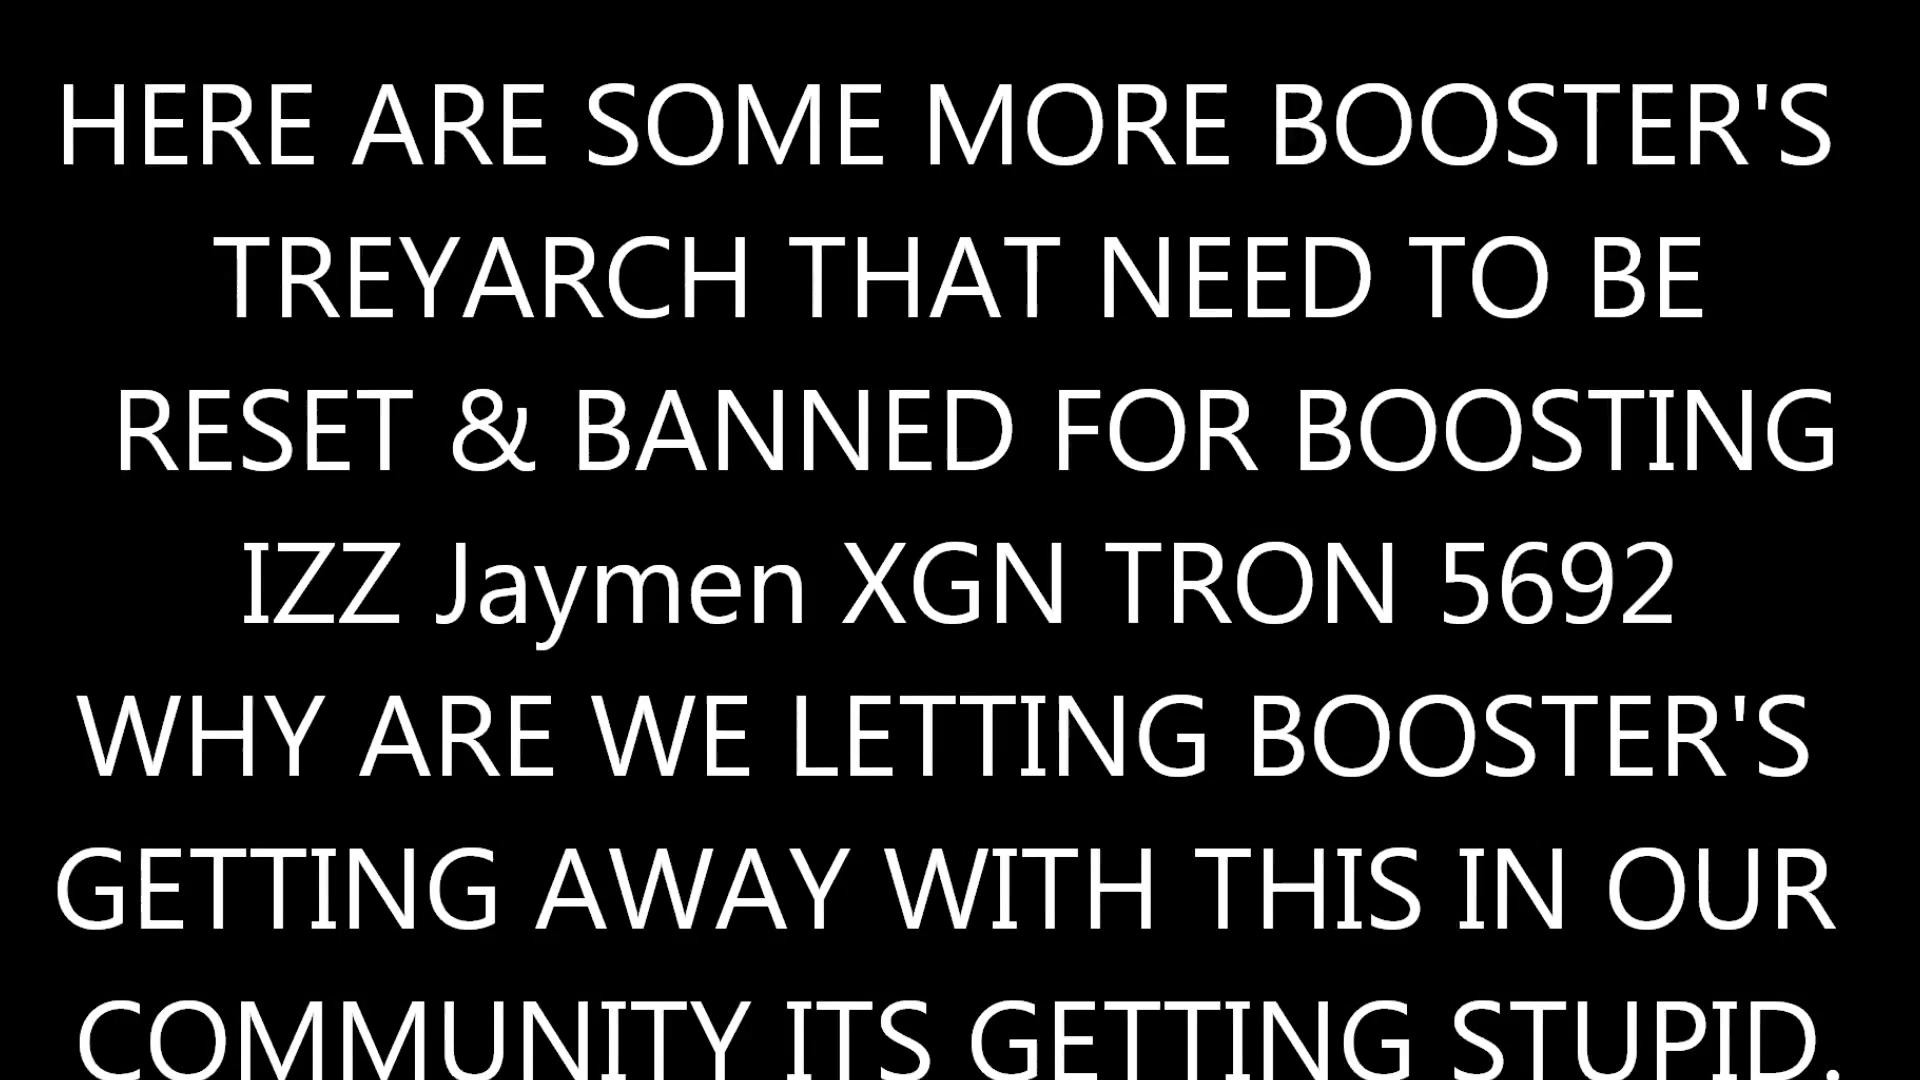 HERE ARE SOME MORE BOOSTER'S
TREYARCH THAT NEED TO BE
RESET & BANNED FOR BOOSTING
IZZ Jaymen XGN TRON 5692
WHY ARE WE LETTING BOOSTER'S
GETTING AWAY WITH THIS IN OUR
COMMUNITY ITS GETTING STUPID.